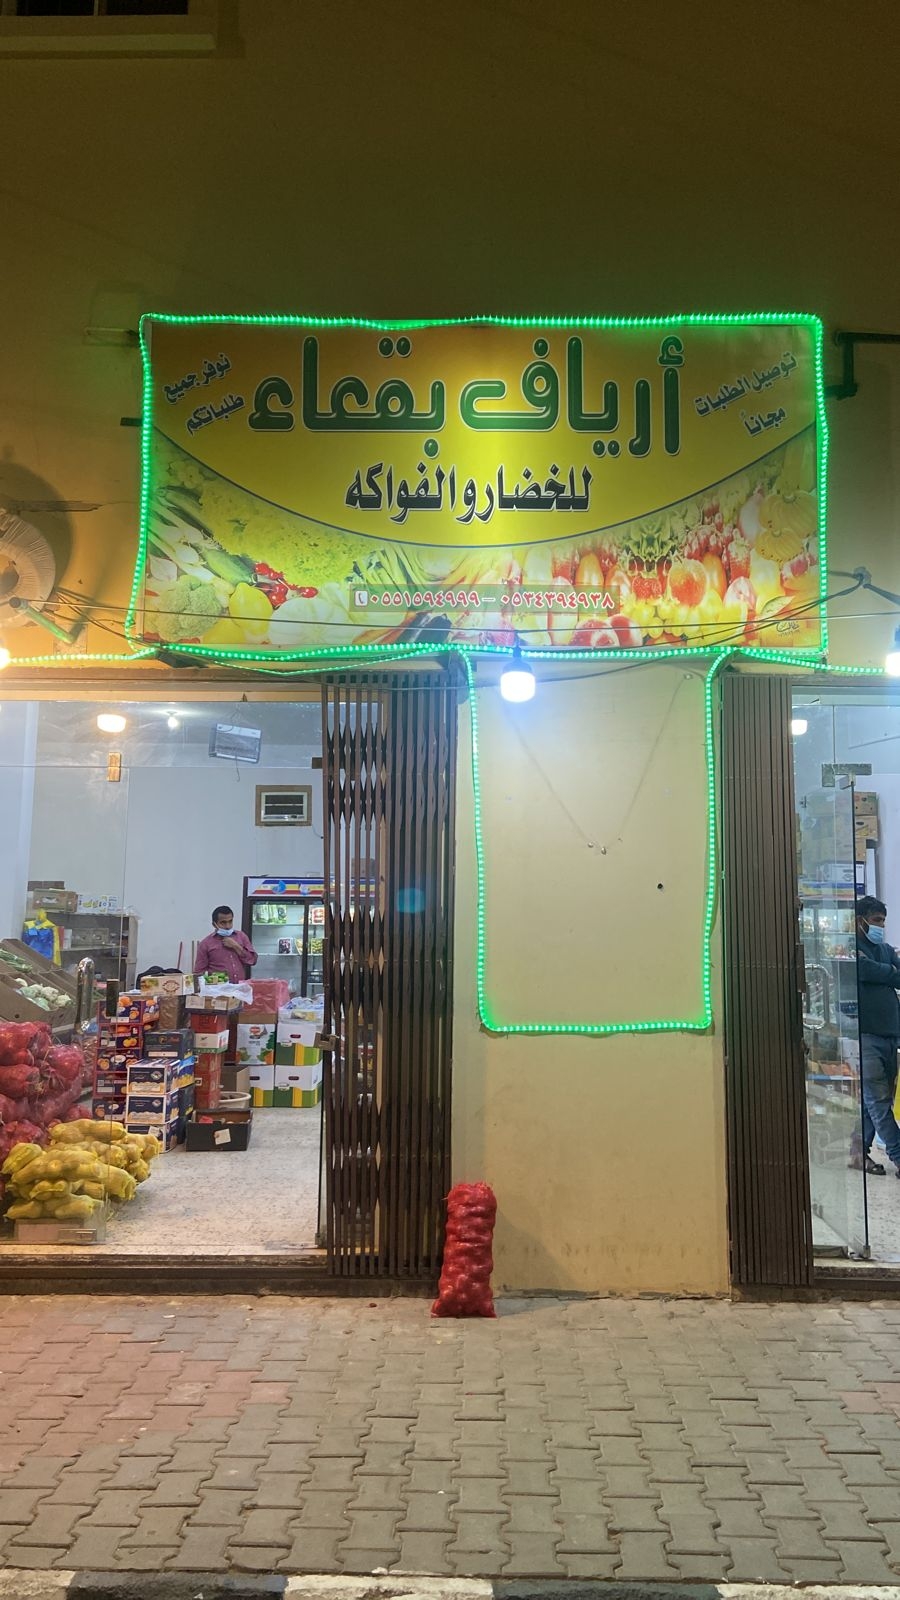 أرياف بقعاء
للخضار والفواكه
توصيل الطلبات
مجاناً
نوفر جميع
طلباتكم
٠٥٥١٥٩٤٩٩٩ - ٠٥٣٤٣٩٤٩٣٨